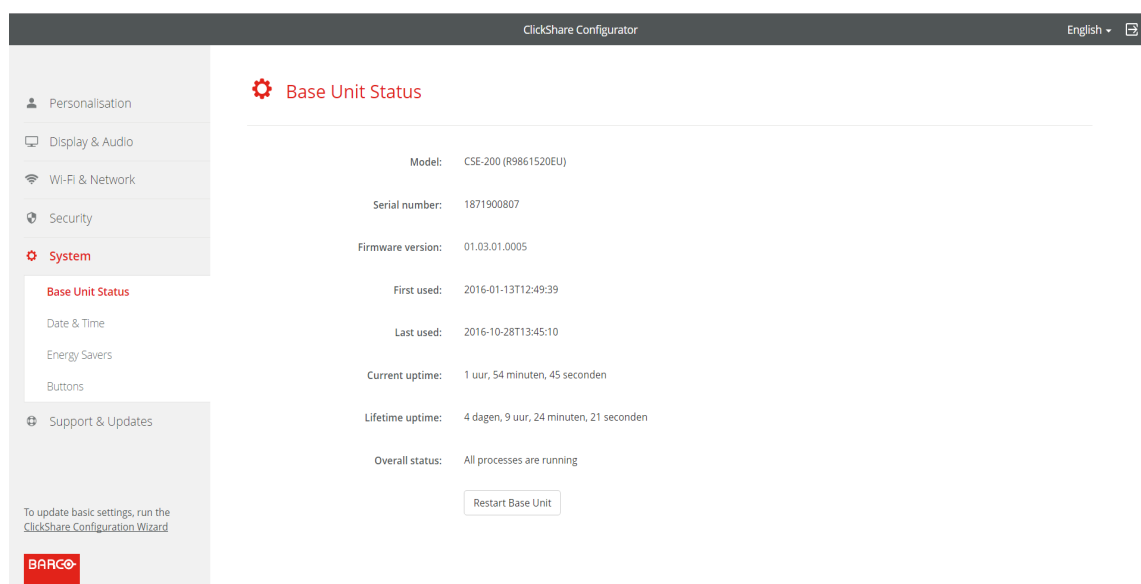 ClickShare Configurator
English
Personalisation
Display & Audio
Wi-Fi & Network
Security
System
Base Unit Status
Date & Time
Energy Savers
Buttons
Support & Updates
To update basic settings, run the
ClickShare Configuration Wizard
BARCO
Base Unit Status
Model: CSE-200 (R9861520EU)
Serial number: 1871900807
Firmware version: 01.03.01.0005
First used: 2016-01-13T12:49:39
Last used: 2016-10-28T13:45:10
Current uptime: 1 uur, 54 minuten, 45 seconden
Lifetime uptime: 4 dagen, 9 uur, 24 minuten, 21 seconden
Overall status: All processes are running
Restart Base Unit